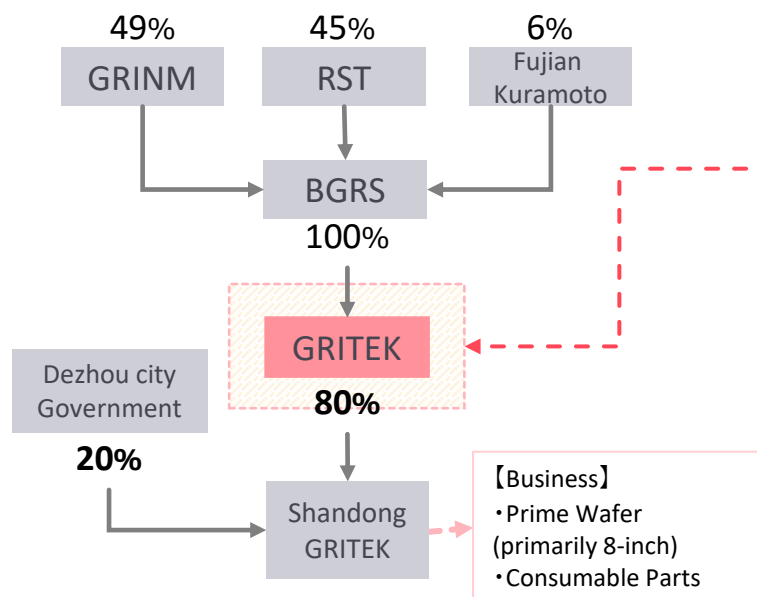 49%
45%
6%
GRINM
RST
Fujian
Kuramoto
BGRS
100%
GRITEK
80%
Dezhou city
Government
20%
Shandong
GRITEK
【Business】
・Prime Wafer
(primarily 8-inch)
・Consumable Parts